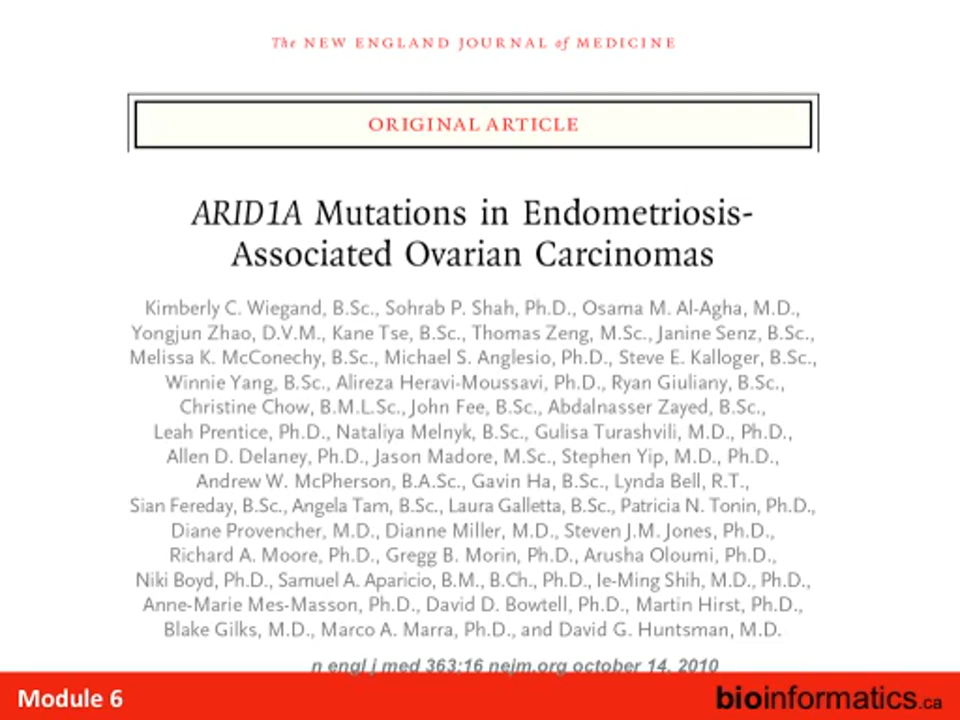 The NEW ENGLAND JOURNAL of MEDICINE
ORIGINAL ARTICLE
ARID1A Mutations in Endometriosis-
Associated Ovarian Carcinomas
Kimberly C. Wiegand, B.Sc., Sohrab P. Shah, Ph.D., Osama M. Al-Agha, M.D.,
Yongjun Zhao, D.V.M., Kane Tse, B.Sc., Thomas Zeng, M.Sc., Janine Senz, B.Sc.,
Melissa K. McConechy, B.Sc., Michael S. Anglesio, Ph.D., Steve E. Kalloger, B.Sc.,
Winnie Yang, B.Sc., Alireza Heravi-Moussavi, Ph.D., Ryan Giuliany, B.Sc.,
Christine Chow, B.M.L.Sc., John Fee, B.Sc., Abdalnasser Zayed, B.Sc.,
Leah Prentice, Ph.D., Nataliya Melnyk, B.Sc., Gulisa Turashvili, M.D., Ph.D.,
Allen D. Delaney, Ph.D., Jason Madore, M.Sc., Stephen Yip, M.D., Ph.D.,
Andrew W. McPherson, B.A.Sc., Gavin Ha, B.Sc., Lynda Bell, R.T.,
Sian Fereday, B.Sc., Angela Tam, B.Sc., Laura Galletta, B.Sc., Patricia N. Tonin, Ph.D.,
Diane Provencher, M.D., Dianne Miller, M.D., Steven J.M. Jones, Ph.D.,
Richard A. Moore, Ph.D., Gregg B. Morin, Ph.D., Arusha Oloumi, Ph.D.,
Niki Boyd, Ph.D., Samuel A. Aparicio, B.M., B.Ch., Ph.D., Ie-Ming Shih, M.D., Ph.D.,
Anne-Marie Mes-Masson, Ph.D., David D. Bowtell, Ph.D., Martin Hirst, Ph.D.,
Blake Gilks, M.D., Marco A. Marra, Ph.D., and David G. Huntsman, M.D.
n engl j med 363;16 nejm.org october 14, 2010
Module 6
bioinformatics.ca